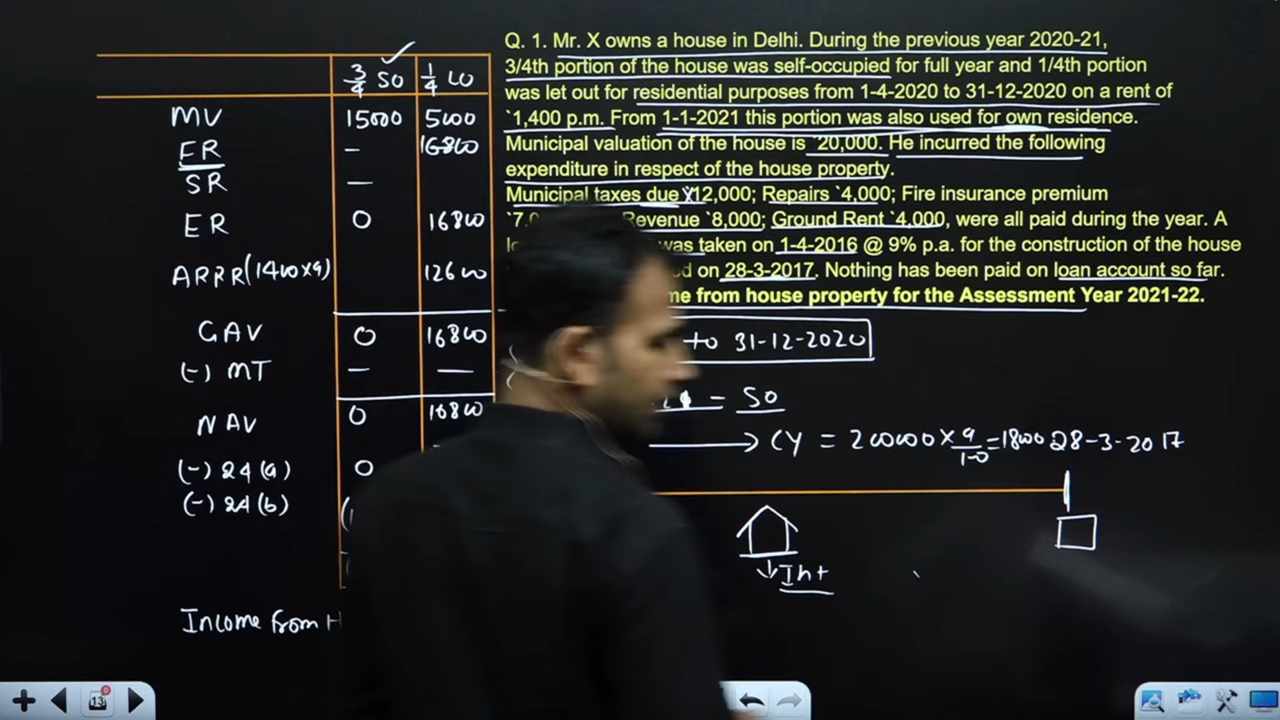 Q. 1. Mr. X owns a house in Delhi. During the previous year 2020-21,
3/4th portion of the house was self-occupied for full year and 1/4th portion
was let out for residential purposes from 1-4-2020 to 31-12-2020 on a rent of
`1,400 p.m. From 1-1-2021 this portion was also used for own residence.
Municipal valuation of the house is `20,000. He incurred the following
expenditure in respect of the house property.
Municipal taxes due `12,000; Repairs `4,000; Fire insurance premium
Revenue `8,000; Ground Rent `4,000, were all paid during the year. A
was taken on 1-4-2016 @ 9% p.a. for the construction of the house
on 28-3-2017. Nothing has been paid on loan account so far.
from house property for the Assessment Year 2021-22.
3/4 SO 1/4 LO
MV 15000 5000
FR — 16800
SR —
ER 0 16800
ARRR (1400×9) 12600
GAV 0 16800
(-) MT — —
NAV 0 16800
(-) 24 (a) 0
(-) 24 (b)
Income from H
to 31-12-2020
= SO
→ CY = 200000 × 9/100 = 18000
28-3-2017
↓ Int
13